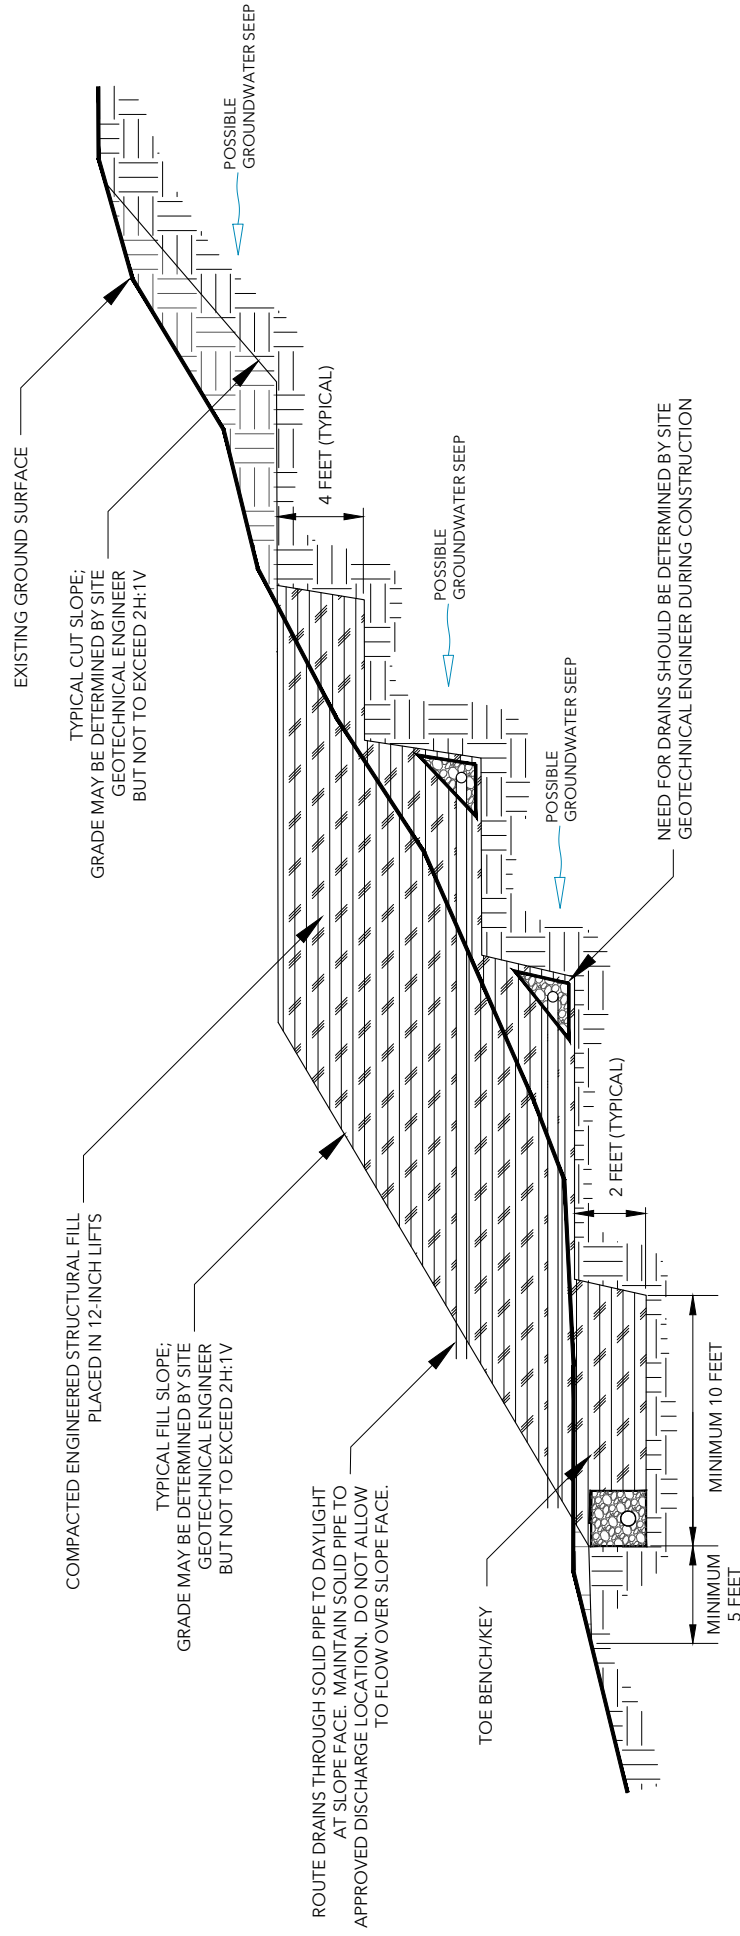 EXISTING GROUND SURFACE
TYPICAL CUT SLOPE;
GRADE MAY BE DETERMINED BY SITE
GEOTECHNICAL ENGINEER
BUT NOT TO EXCEED 2H:1V
COMPACTED ENGINEERED STRUCTURAL FILL
PLACED IN 12-INCH LIFTS
TYPICAL FILL SLOPE;
GRADE MAY BE DETERMINED BY SITE
GEOTECHNICAL ENGINEER
BUT NOT TO EXCEED 2H:1V
ROUTE DRAINS THROUGH SOLID PIPE TO DAYLIGHT
AT SLOPE FACE. MAINTAIN SOLID PIPE TO
APPROVED DISCHARGE LOCATION. DO NOT ALLOW
TO FLOW OVER SLOPE FACE.
TOE BENCH/KEY
MINIMUM
5 FEET
MINIMUM 10 FEET
2 FEET (TYPICAL)
4 FEET (TYPICAL)
POSSIBLE
GROUNDWATER SEEP
POSSIBLE
GROUNDWATER SEEP
POSSIBLE
GROUNDWATER SEEP
NEED FOR DRAINS SHOULD BE DETERMINED BY SITE
GEOTECHNICAL ENGINEER DURING CONSTRUCTION